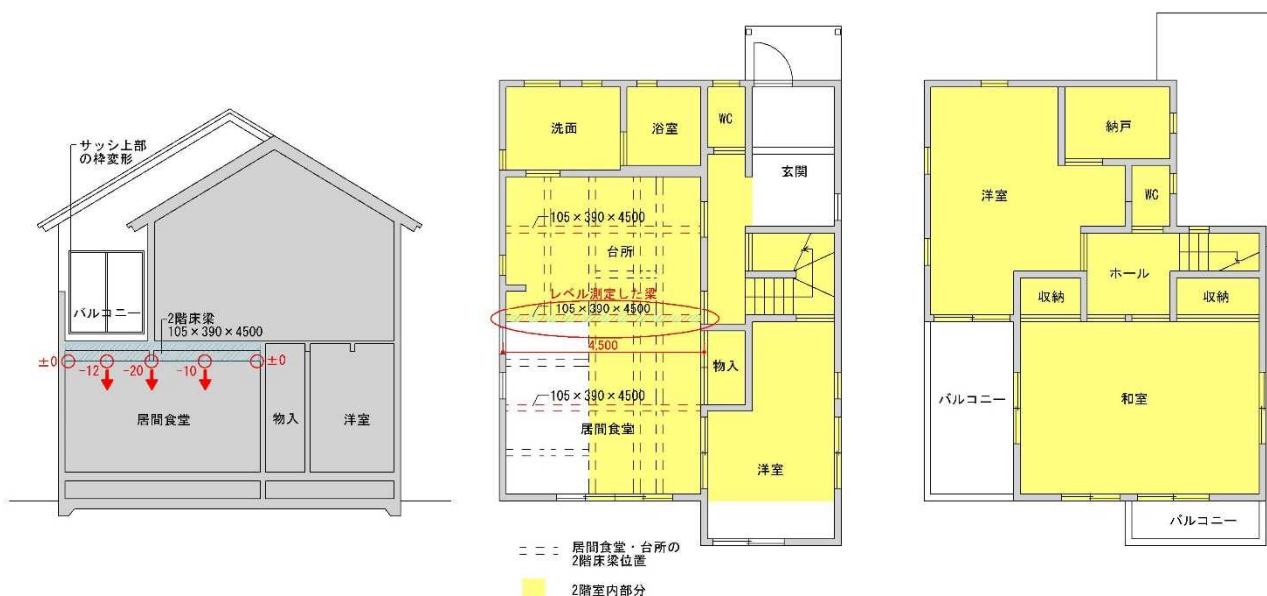 サッシ上部
の枠変形
バルコニー
2階床梁
105×390×4500
±0
-12
-20
-10
±0
居間食堂
物入
洋室
洗面
浴室
WC
玄関
105×390×4500
台所
レベル測定した梁
105×390×4500
4,500
物入
105×390×4500
居間食堂
洋室
居間食堂・台所の
2階床梁位置
2階室内部分
納戸
洋室
WC
ホール
収納
収納
バルコニー
和室
バルコニー